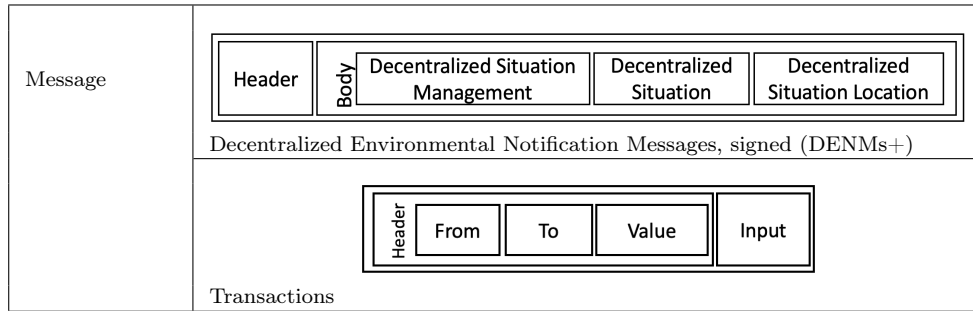 Message
Header
Body
Decentralized Situation
Management
Decentralized
Situation
Decentralized
Situation Location
Decentralized Environmental Notification Messages, signed (DENMs+)
Header
From
To
Value
Input
Transactions